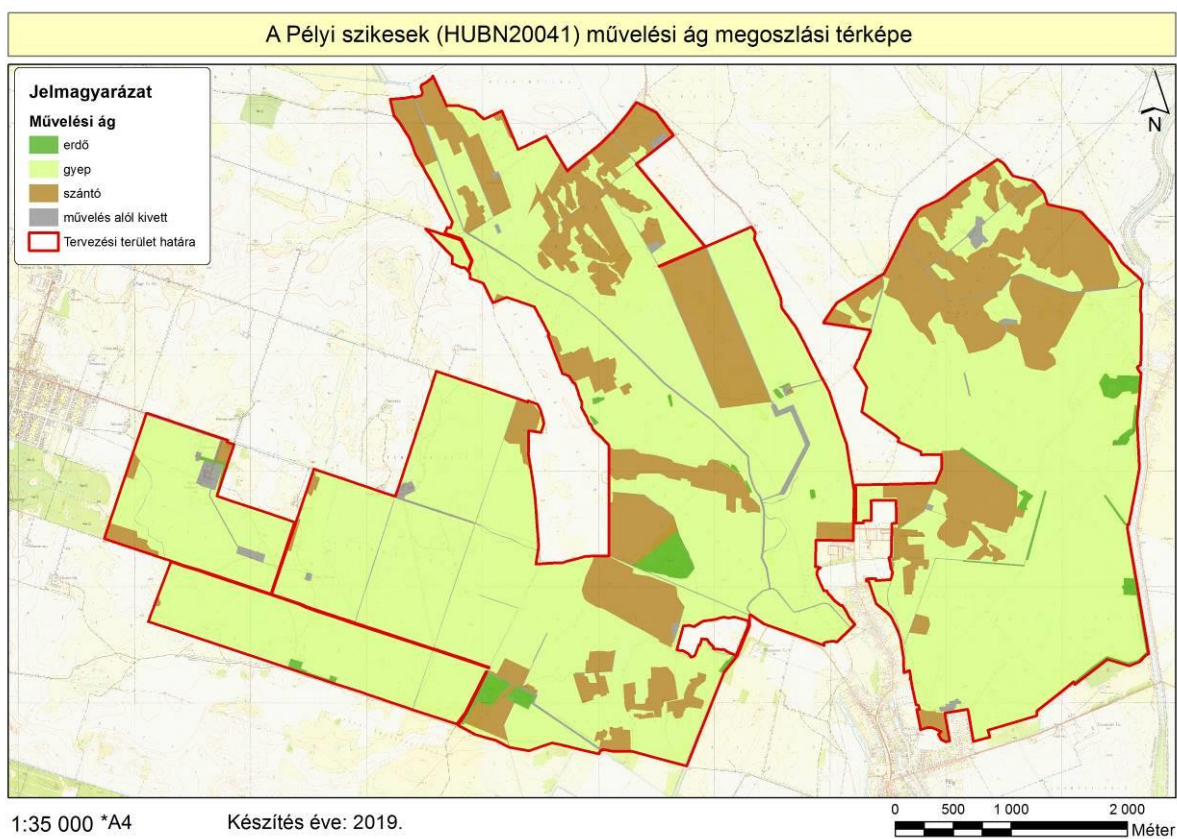 A Pélyi szikesek (HUBN20041) művelési ág megoszlási térképe
Jelmagyarázat
Művelési ág
erdő
gyep
szántó
művelés alól kivett
Tervezési terület határa
N
Pély
0 500 1 000 2 000
Méter
1:35 000 *A4
Készítés éve: 2019.